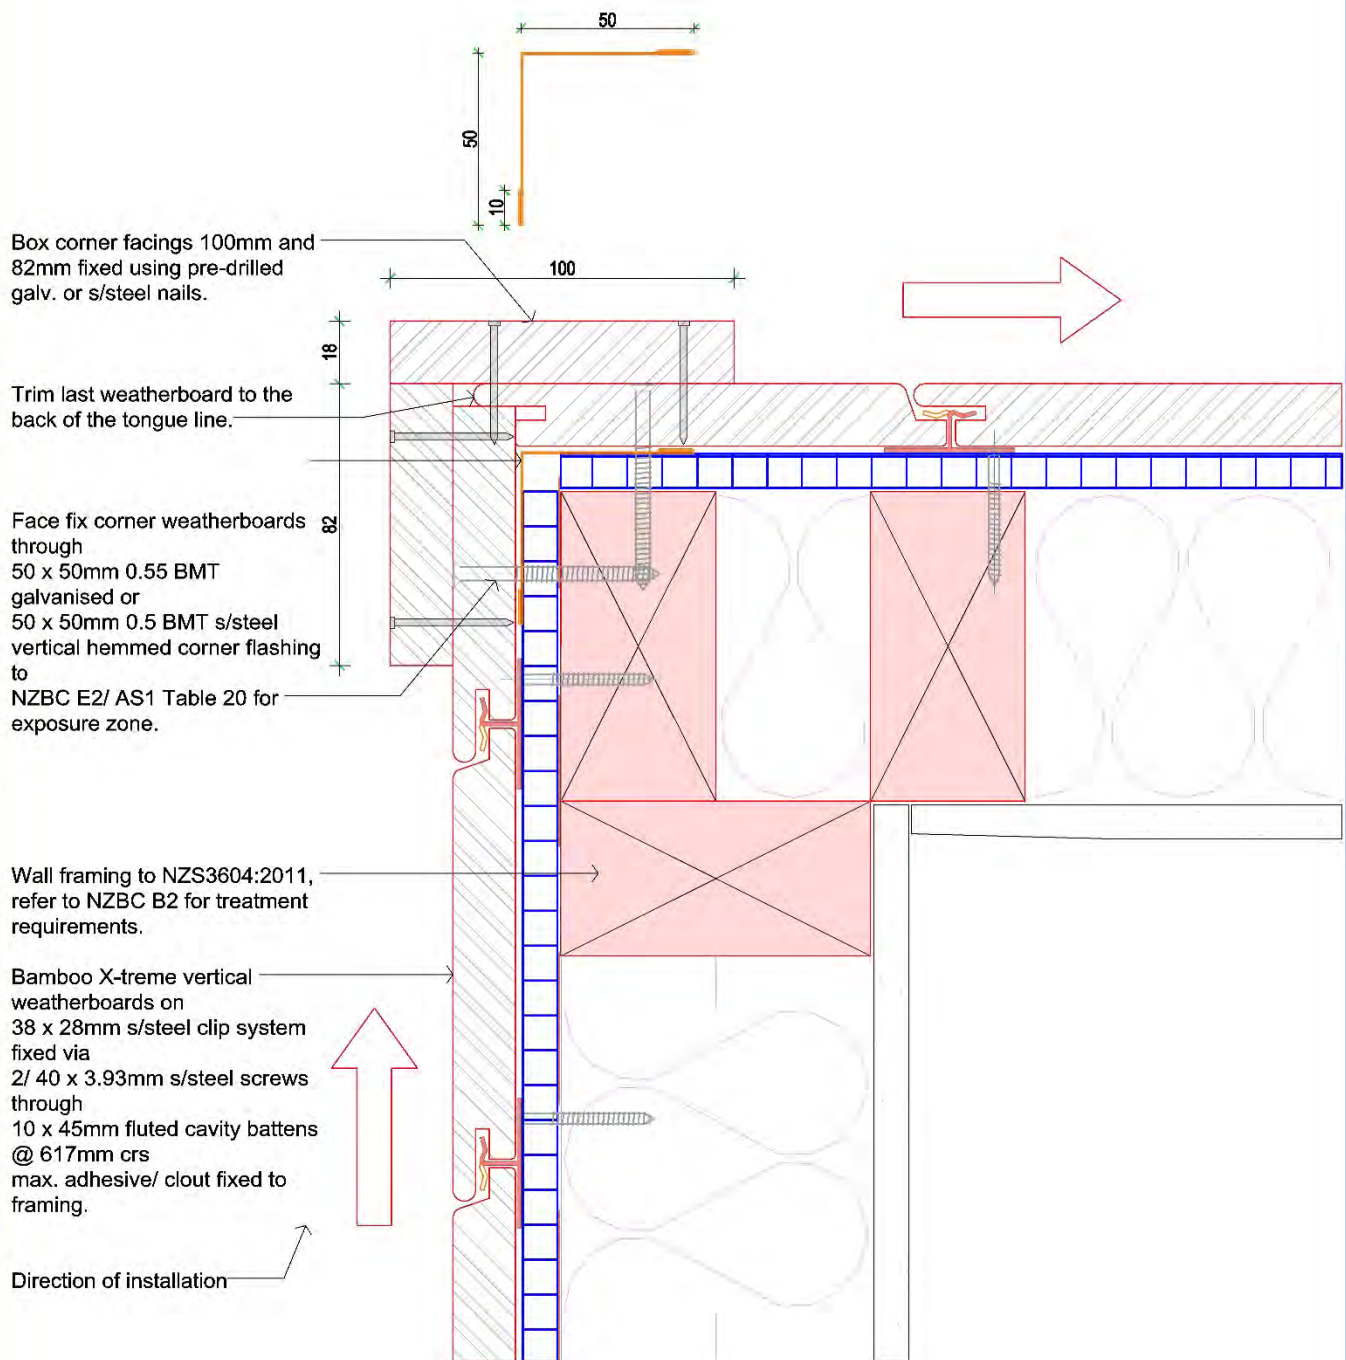 50
50
10
Box corner facings 100mm and
82mm fixed using pre-drilled
galv. or s/steel nails.
100
18
Trim last weatherboard to the
back of the tongue line.
82
Face fix corner weatherboards
through
50 x 50mm 0.55 BMT
galvanised or
50 x 50mm 0.5 BMT s/steel
vertical hemmed corner flashing
to
NZBC E2/ AS1 Table 20 for
exposure zone.
Wall framing to NZS3604:2011,
refer to NZBC B2 for treatment
requirements.
Bamboo X-treme vertical
weatherboards on
38 x 28mm s/steel clip system
fixed via
2/ 40 x 3.93mm s/steel screws
through
10 x 45mm fluted cavity battens
@ 617mm crs
max. adhesive/ clout fixed to
framing.
Direction of installation